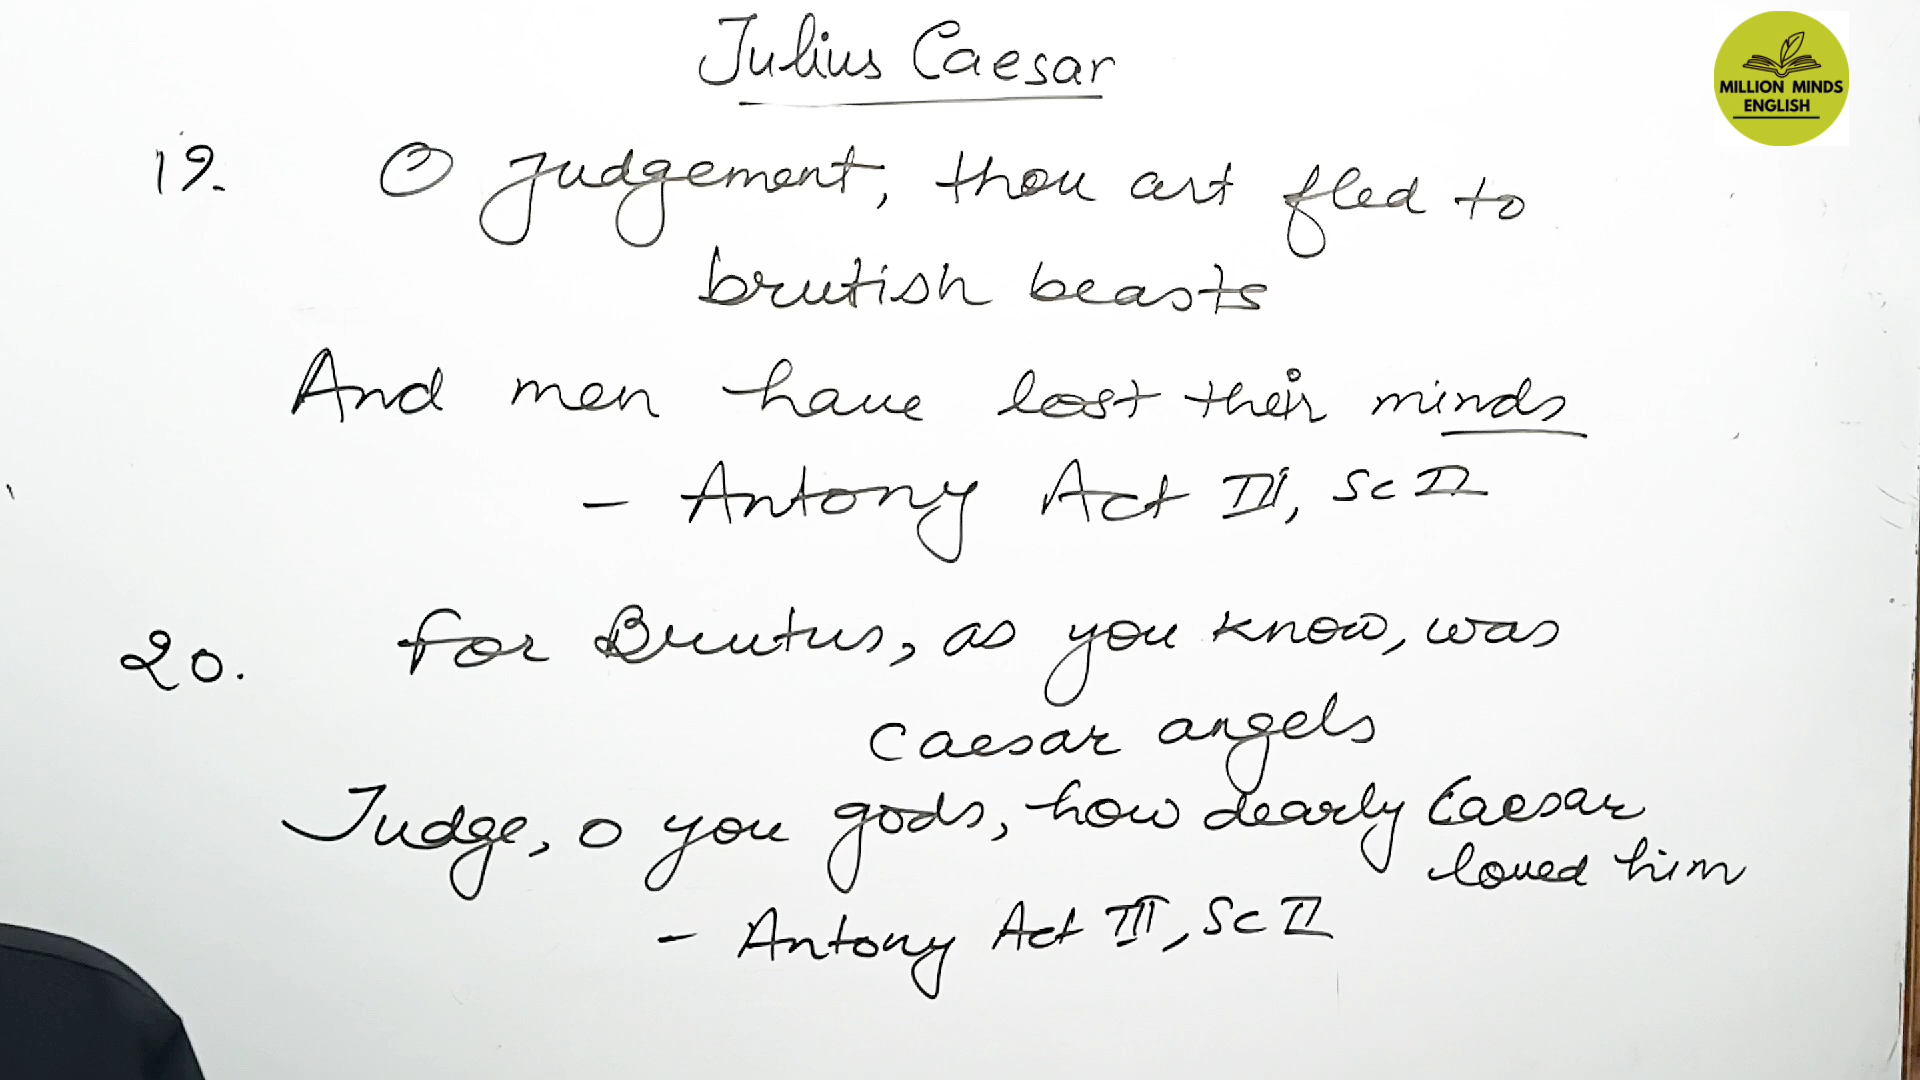 Julius Caesar
MILLION MINDS
ENGLISH
19. O judgement, thou art fled to
brutish beasts
And men have lost their minds
- Antony Act III, Sc II
20. For Brutus, as you know, was
Caesar angels
Judge, o you gods, how dearly Caesar
loved him
- Antony Act III, Sc II